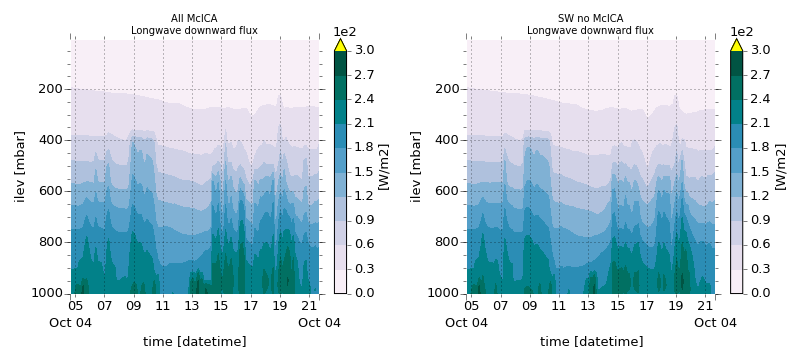 All McICA
Longwave downward flux
1e2
3.0
2.7
2.4
2.1
1.8
1.5
1.2
0.9
0.6
0.3
0.0
[W/m2]
200
400
600
800
1000
ilev [mbar]
05 07 09 11 13 15 17 19 21
Oct 04 Oct 04
time [datetime]
SW no McICA
Longwave downward flux
1e2
3.0
2.7
2.4
2.1
1.8
1.5
1.2
0.9
0.6
0.3
0.0
[W/m2]
200
400
600
800
1000
ilev [mbar]
05 07 09 11 13 15 17 19 21
Oct 04 Oct 04
time [datetime]